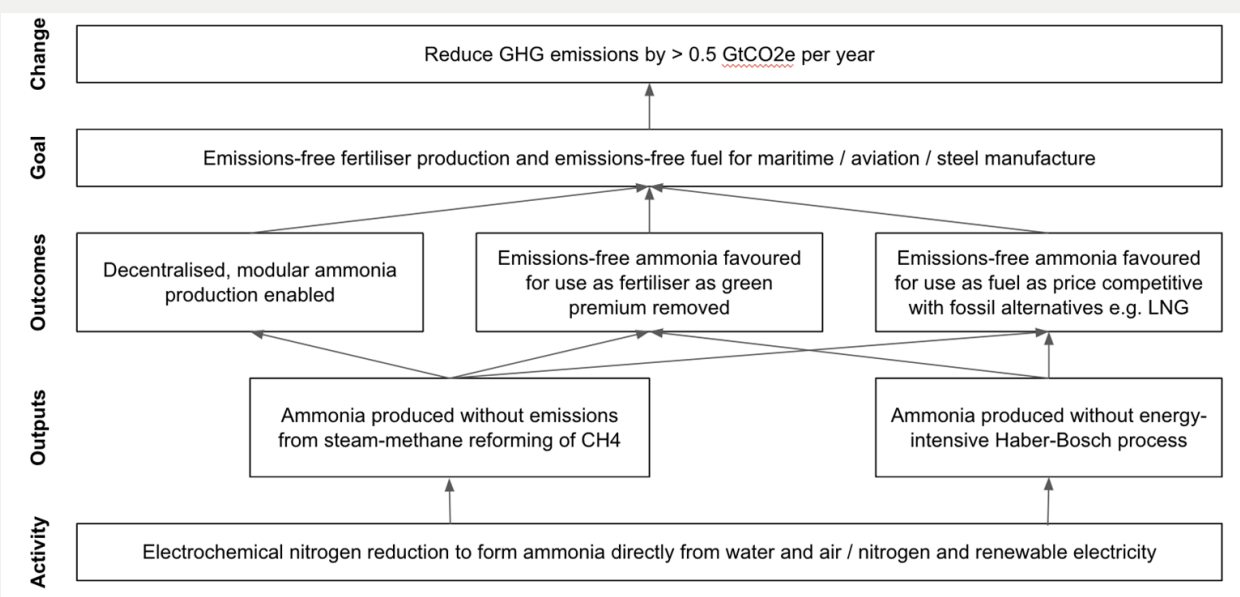 Change
Reduce GHG emissions by > 0.5 GtCO2e per year
Goal
Emissions-free fertiliser production and emissions-free fuel for maritime / aviation / steel manufacture
Outcomes
Decentralised, modular ammonia
production enabled
Emissions-free ammonia favoured
for use as fertiliser as green
premium removed
Emissions-free ammonia favoured
for use as fuel as price competitive
with fossil alternatives e.g. LNG
Outputs
Ammonia produced without emissions
from steam-methane reforming of CH4
Ammonia produced without energy-
intensive Haber-Bosch process
Activity
Electrochemical nitrogen reduction to form ammonia directly from water and air / nitrogen and renewable electricity